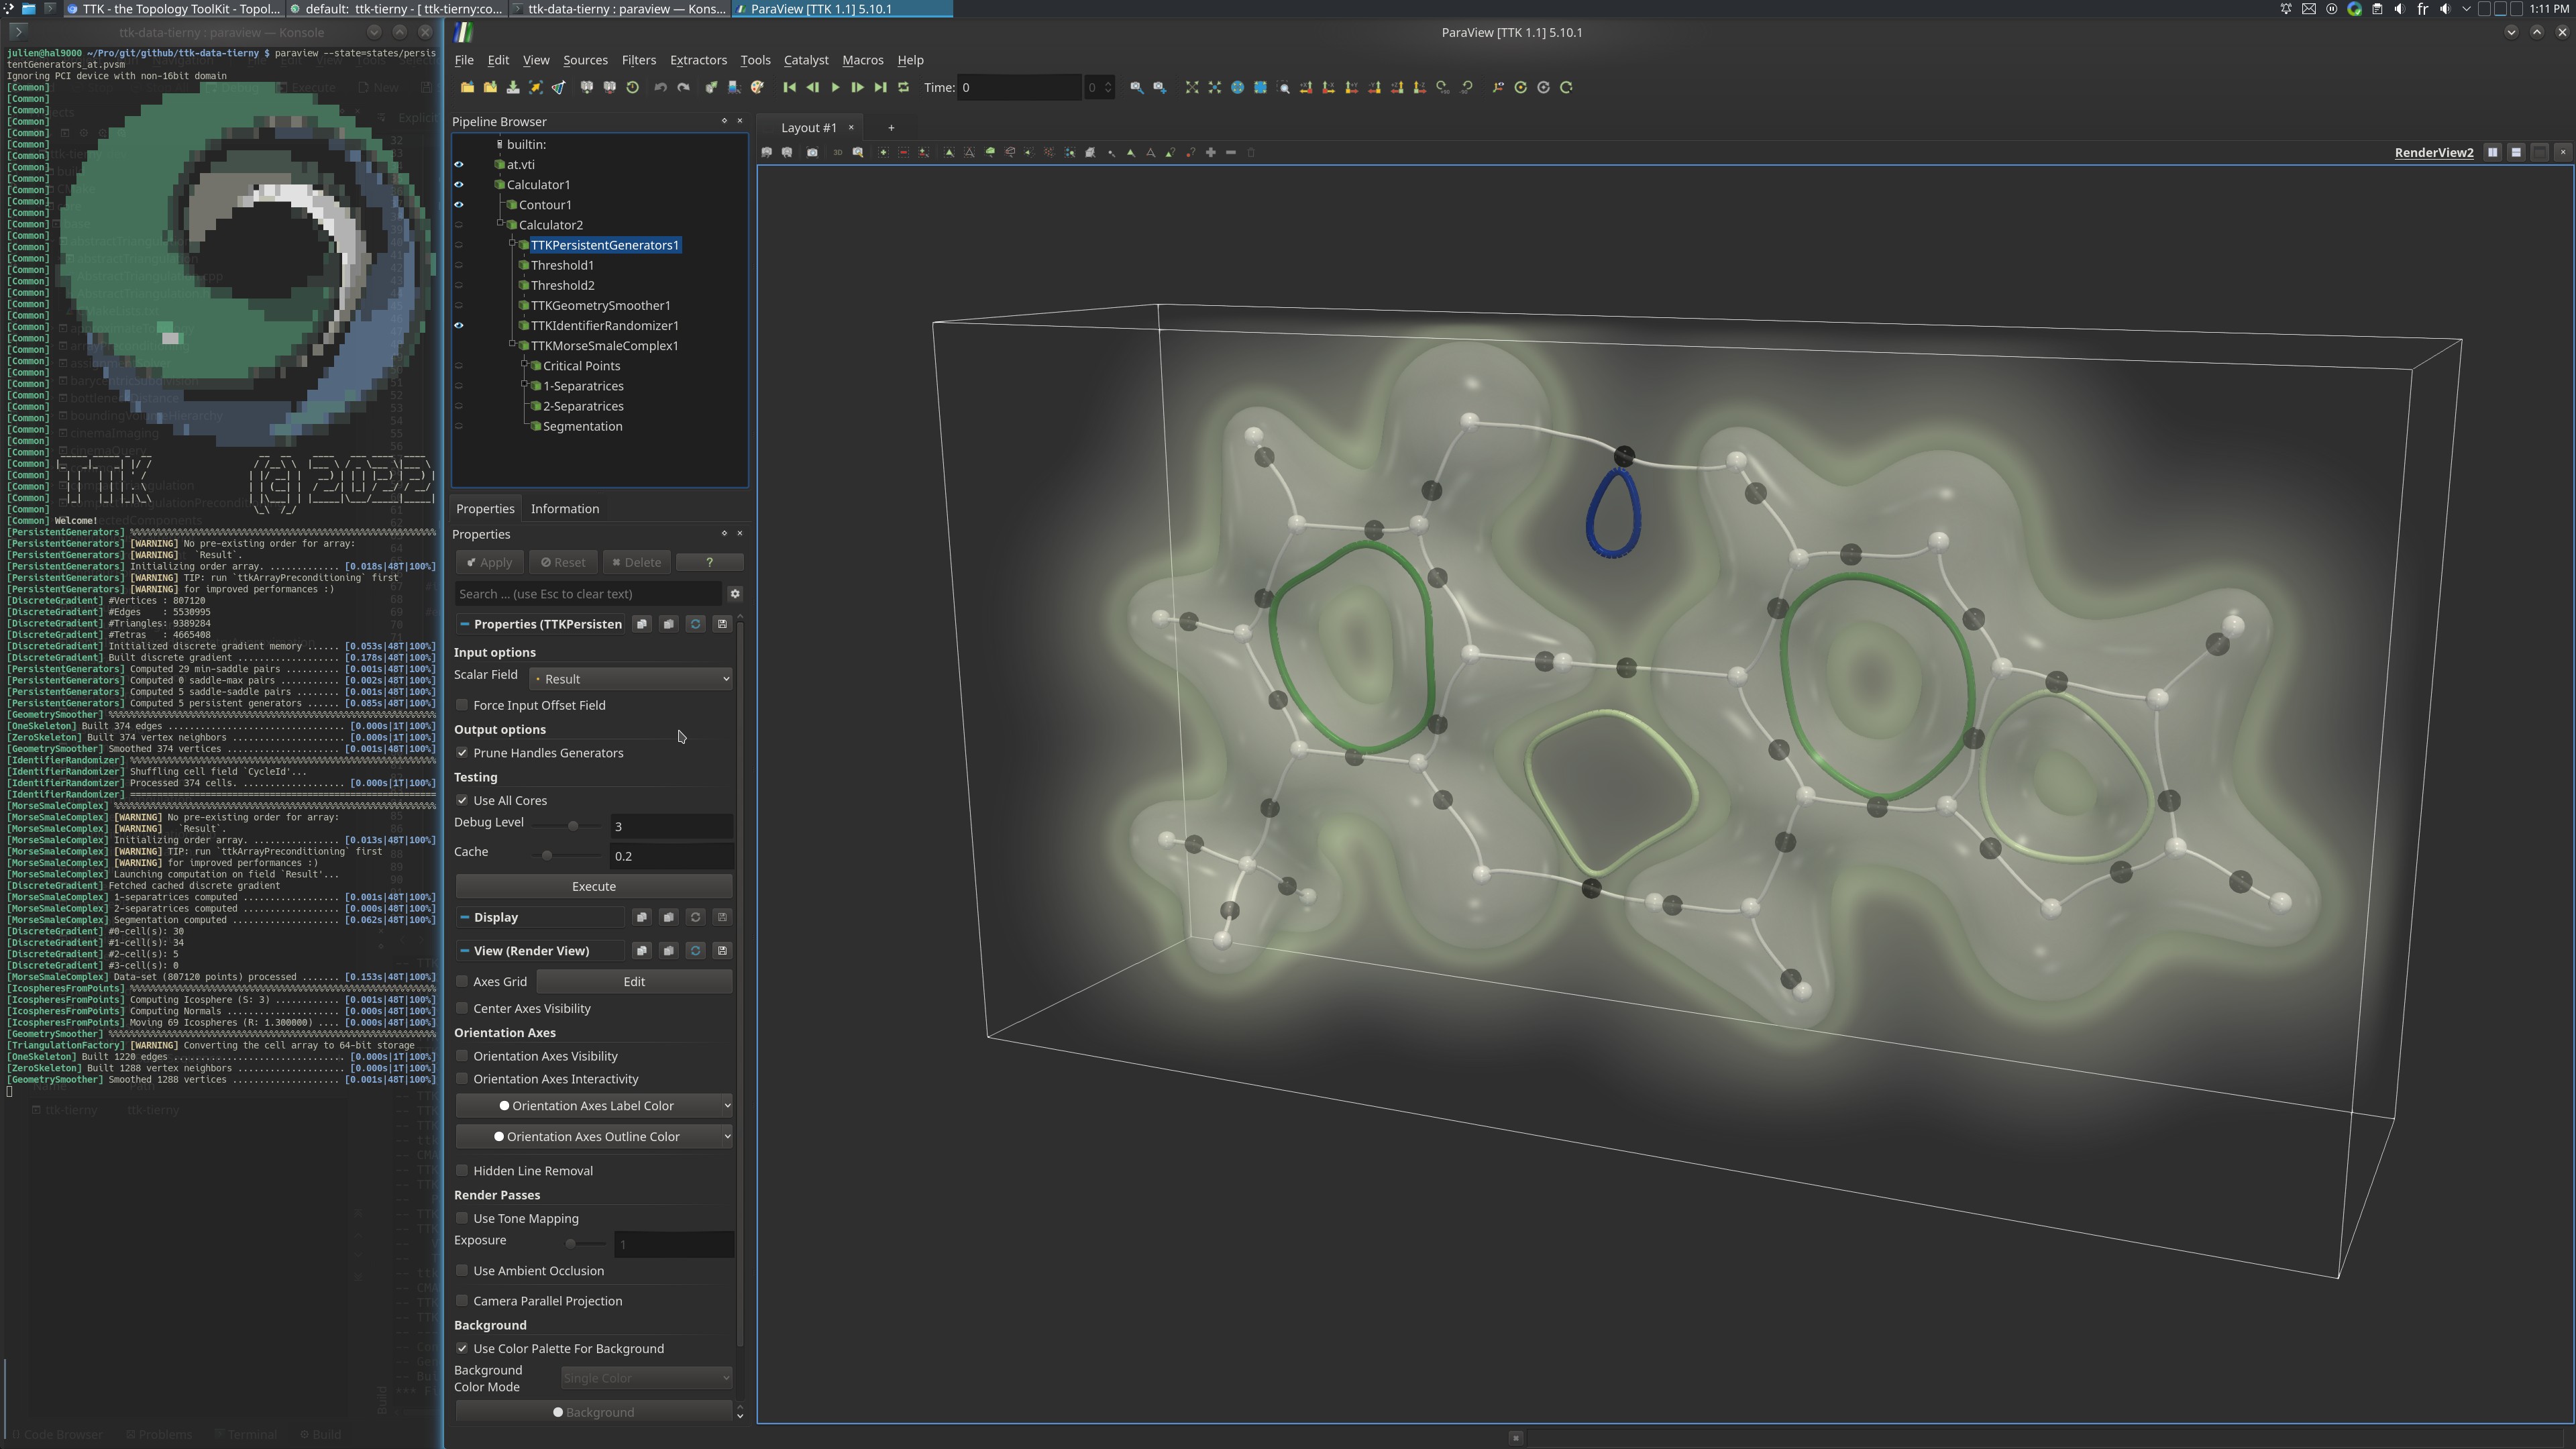 TTK - the Topology ToolKit - Topol...
default: ttk-tierny - [ ttk-tierny:co...
ttk-data-tierny : paraview — Kons...
ParaView [TTK 1.1] 5.10.1
fr
1:11 PM
ttk-data-tierny : paraview — Konsole
julien@hal9000 ~/Pro/git/github/ttk-data-tierny $ paraview --state=states/persis
tentGenerators_at.pvsm
Ignoring PCI device with non-16bit domain
[Common]
[Common] Welcome!
[PersistentGenerators] %%%%%%%%%%%%%%%%%%%%%%%%%%%%%%%%%%%%%%%%%%%%%%%%%%%%%%%%%
[PersistentGenerators] [WARNING] No pre-existing order for array:
[PersistentGenerators] [WARNING]  `Result`.
[PersistentGenerators] Initializing order array. ............. [0.018s|48T|100%]
[PersistentGenerators] [WARNING] TIP: run `ttkArrayPreconditioning` first
[PersistentGenerators] [WARNING] for improved performances :)
[DiscreteGradient] #Vertices : 807120
[DiscreteGradient] #Edges : 5530995
[DiscreteGradient] #Triangles: 9389284
[DiscreteGradient] #Tetras : 4665408
[DiscreteGradient] Initialized discrete gradient memory ...... [0.053s|48T|100%]
[DiscreteGradient] Built discrete gradient ................... [0.178s|48T|100%]
[PersistentGenerators] Computed 29 min-saddle pairs .......... [0.001s|48T|100%]
[PersistentGenerators] Computed 0 saddle-max pairs ........... [0.002s|48T|100%]
[PersistentGenerators] Computed 5 saddle-saddle pairs ........ [0.001s|48T|100%]
[PersistentGenerators] Computed 5 persistent generators ...... [0.085s|48T|100%]
[GeometrySmoother] %%%%%%%%%%%%%%%%%%%%%%%%%%%%%%%%%%%%%%%%%%%%%%%%%%%%%%%%%%%%%
[OneSkeleton] Built 374 edges ................................. [0.000s|1T|100%]
[ZeroSkeleton] Built 374 vertex neighbors ..................... [0.000s|1T|100%]
[GeometrySmoother] Smoothed 374 vertices ..................... [0.001s|48T|100%]
[IdentifierRandomizer] %%%%%%%%%%%%%%%%%%%%%%%%%%%%%%%%%%%%%%%%%%%%%%%%%%%%%%%%%
[IdentifierRandomizer] Shuffling cell field `CycleId'...
[IdentifierRandomizer] Processed 374 cells. ................... [0.000s|1T|100%]
[IdentifierRandomizer] =========================================================
[MorseSmaleComplex] %%%%%%%%%%%%%%%%%%%%%%%%%%%%%%%%%%%%%%%%%%%%%%%%%%%%%%%%%%%%
[MorseSmaleComplex] [WARNING] No pre-existing order for array:
[MorseSmaleComplex] [WARNING]  `Result`.
[MorseSmaleComplex] Initializing order array. ................ [0.013s|48T|100%]
[MorseSmaleComplex] [WARNING] TIP: run `ttkArrayPreconditioning` first
[MorseSmaleComplex] [WARNING] for improved performances :)
[MorseSmaleComplex] Launching computation on field `Result'...
[DiscreteGradient] Fetched cached discrete gradient
[MorseSmaleComplex] 1-separatrices computed .................. [0.001s|48T|100%]
[MorseSmaleComplex] 2-separatrices computed .................. [0.000s|48T|100%]
[MorseSmaleComplex] Segmentation computed .................... [0.062s|48T|100%]
[DiscreteGradient] #0-cell(s): 30
[DiscreteGradient] #1-cell(s): 34
[DiscreteGradient] #2-cell(s): 5
[DiscreteGradient] #3-cell(s): 0
[MorseSmaleComplex] Data-set (807120 points) processed ....... [0.153s|48T|100%]
[IcospheresFromPoints] %%%%%%%%%%%%%%%%%%%%%%%%%%%%%%%%%%%%%%%%%%%%%%%%%%%%%%%%%
[IcospheresFromPoints] Computing Icosphere (S: 3) ............ [0.001s|48T|100%]
[IcospheresFromPoints] Computing Normals ..................... [0.000s|48T|100%]
[IcospheresFromPoints] Moving 69 Icospheres (R: 1.300000) .... [0.000s|48T|100%]
[GeometrySmoother] %%%%%%%%%%%%%%%%%%%%%%%%%%%%%%%%%%%%%%%%%%%%%%%%%%%%%%%%%%%%%
[TriangulationFactory] [WARNING] Converting the cell array to 64-bit storage
[OneSkeleton] Built 1220 edges ................................ [0.000s|1T|100%]
[ZeroSkeleton] Built 1288 vertex neighbors .................... [0.000s|1T|100%]
[GeometrySmoother] Smoothed 1288 vertices .................... [0.001s|48T|100%]
ttk-tierny ttk-tierny
Code Browser Problems Terminal Build
ParaView [TTK 1.1] 5.10.1
File Edit View Sources Filters Extractors Tools Catalyst Macros Help
Time: 0 0
Pipeline Browser
builtin:
at.vti
Calculator1
Contour1
Calculator2
TTKPersistentGenerators1
Threshold1
Threshold2
TTKGeometrySmoother1
TTKIdentifierRandomizer1
TTKMorseSmaleComplex1
Critical Points
1-Separatrices
2-Separatrices
Segmentation
Properties Information
Properties
Apply Reset Delete ?
Search ... (use Esc to clear text)
Properties (TTKPersisten
Input options
Scalar Field Result
Force Input Offset Field
Output options
Prune Handles Generators
Testing
Use All Cores
Debug Level 3
Cache 0.2
Execute
Display
View (Render View)
Axes Grid Edit
Center Axes Visibility
Orientation Axes
Orientation Axes Visibility
Orientation Axes Interactivity
Orientation Axes Label Color
Orientation Axes Outline Color
Hidden Line Removal
Render Passes
Use Tone Mapping
Exposure 1
Use Ambient Occlusion
Camera Parallel Projection
Background
Use Color Palette For Background
Background
Color Mode Single Color
Background
Layout #1
3D
RenderView2